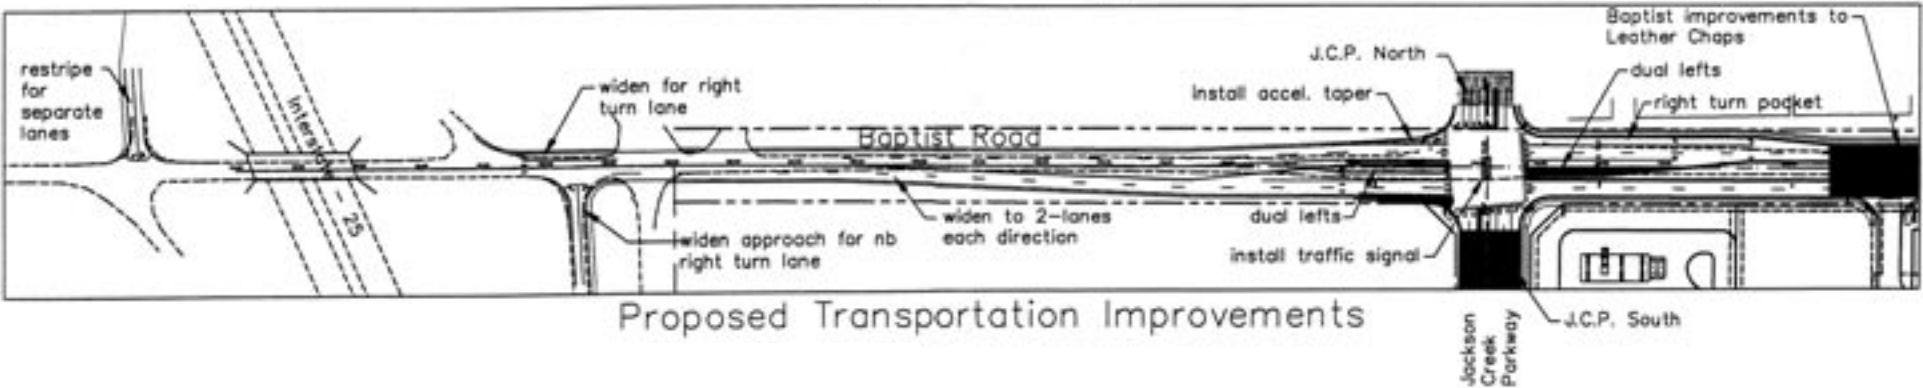 restripe
for
separate
lanes
Interstate - 25
widen for right
turn lane
widen approach for nb
right turn lane
Baptist Road
widen to 2-lanes
each direction
J.C.P. North
Install accel. taper
dual lefts
install traffic signal
Baptist improvements to
Leather Chaps
dual lefts
right turn pocket
J.C.P. South
Jackson
Creek
Parkway
Proposed Transportation Improvements